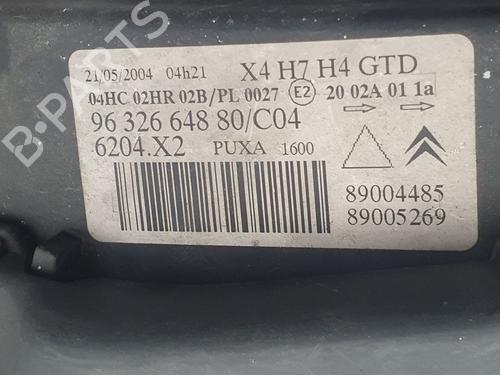 21/05/2004 04h21 X4 H7 H4 GTD
04HC 02HR 02B/PL 0027 E2 20 02A 01 1a
96 326 648 80/C04
6204.X2 PUXA 1600
89004485
89005269
B-PARTS